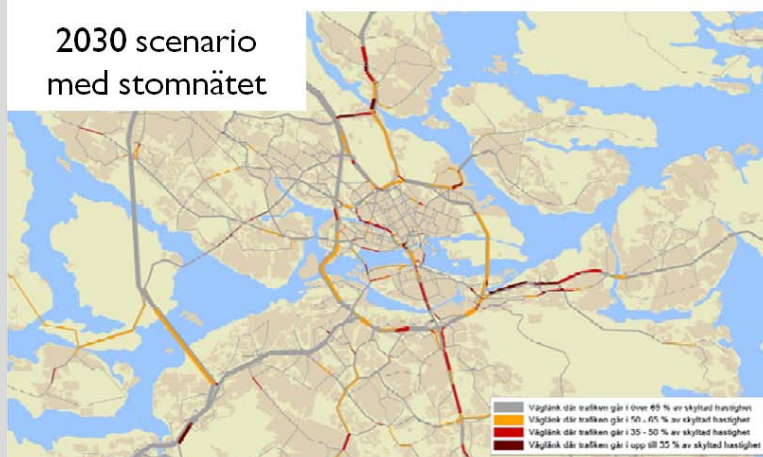 2030 scenario
med stomnätet
Väglänk där trafiken går i över 65 % av skyltad hastighet
Väglänk där trafiken går i 50 - 65 % av skyltad hastighet
Väglänk där trafiken går i 35 - 50 % av skyltad hastighet
Väglänk där trafiken går i upp till 35 % av skyltad hastighet